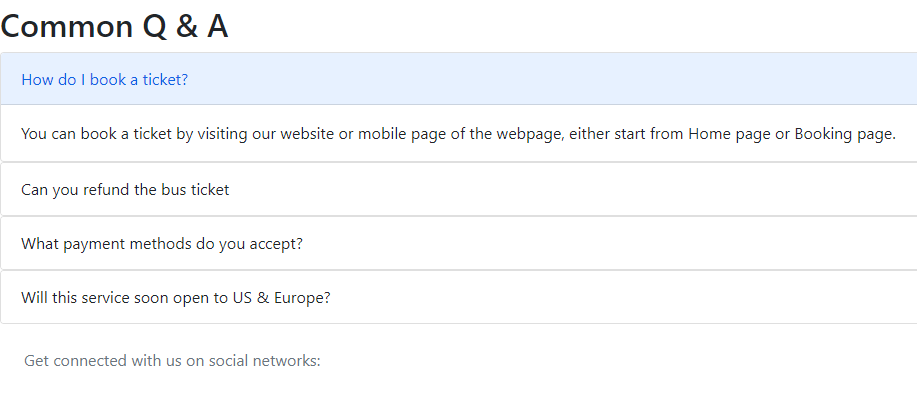 Common Q & A
How do I book a ticket?
You can book a ticket by visiting our website or mobile page of the webpage, either start from Home page or Booking page.
Can you refund the bus ticket
What payment methods do you accept?
Will this service soon open to US & Europe?
Get connected with us on social networks: